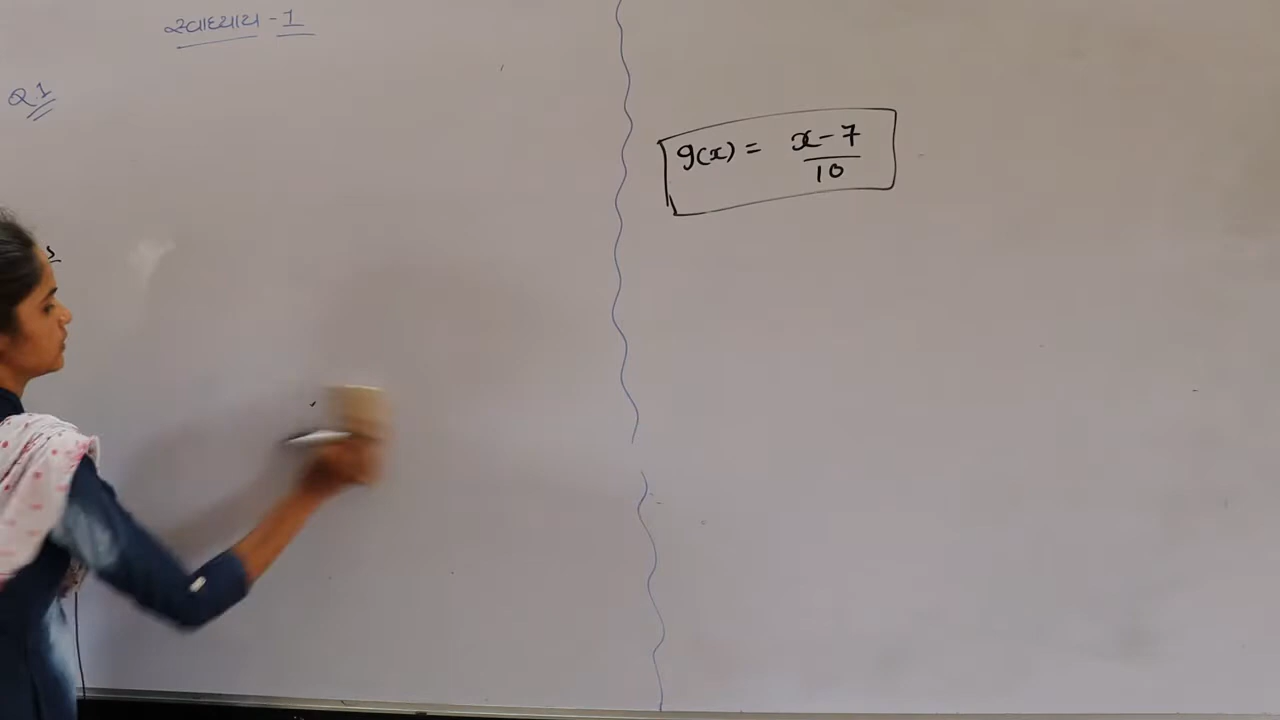 સ્વાધ્યાય - 1
Q.1
g(x) = x - 7 / 10